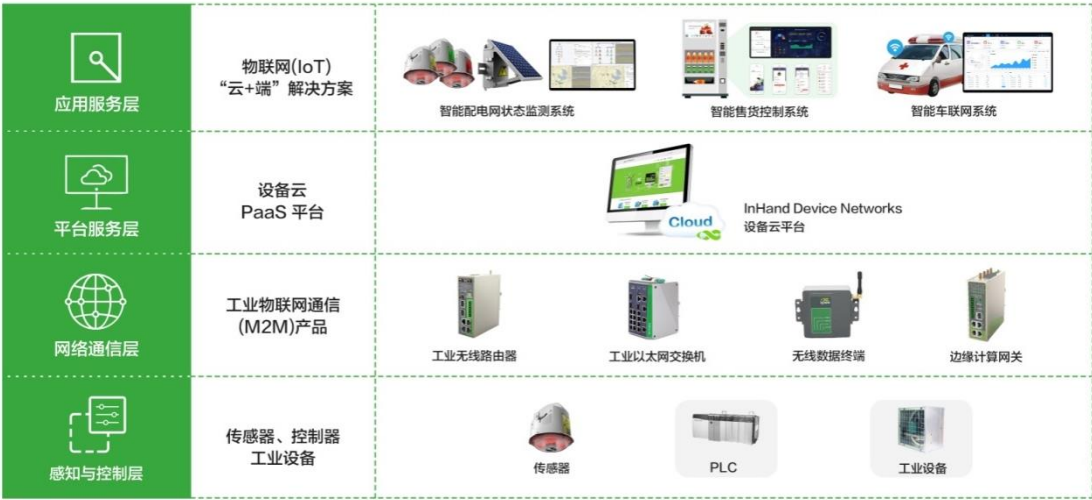 应用服务层
物联网(IoT)
“云+端”解决方案
智能配电网状态监测系统
智能售货控制系统
智能车联网系统
平台服务层
设备云
PaaS 平台
Cloud
InHand Device Networks
设备云平台
网络通信层
工业物联网通信
(M2M)产品
工业无线路由器
工业以太网交换机
无线数据终端
边缘计算网关
感知与控制层
传感器、控制器
工业设备
传感器
PLC
工业设备